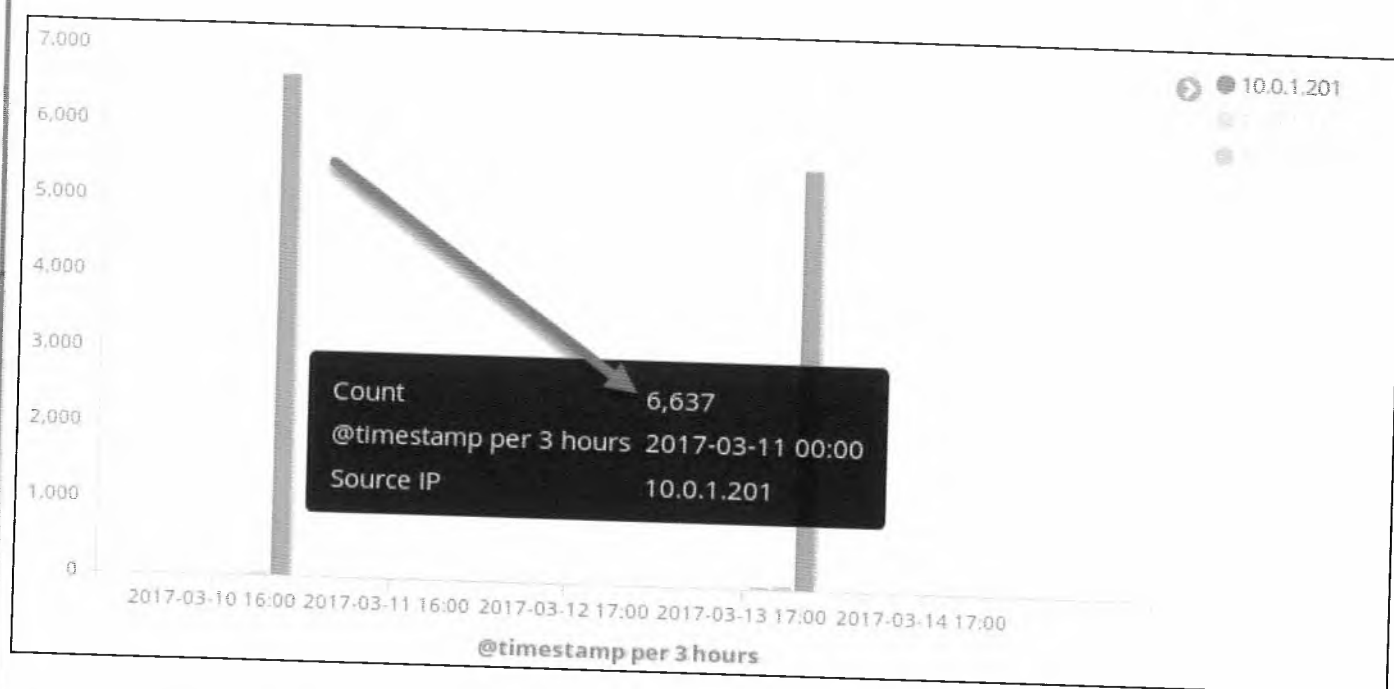 7.000
6,000
5,000
4,000
3,000
2,000
1,000
0
10.0.1.201
Count 6,637
@timestamp per 3 hours 2017-03-11 00:00
Source IP 10.0.1.201
2017-03-10 16:00 2017-03-11 16:00 2017-03-12 17:00 2017-03-13 17:00 2017-03-14 17:00
@timestamp per 3 hours